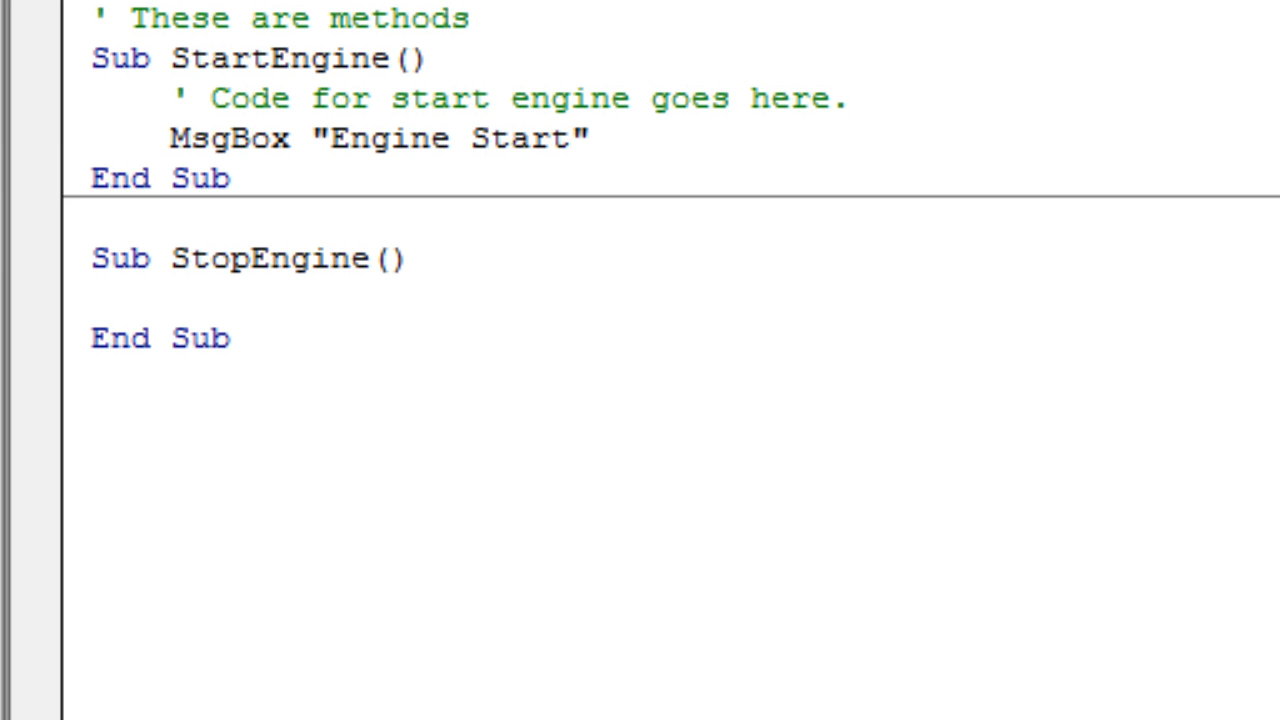 ' These are methods
Sub StartEngine()
    ' Code for start engine goes here.
    MsgBox "Engine Start"
End Sub

Sub StopEngine()

End Sub